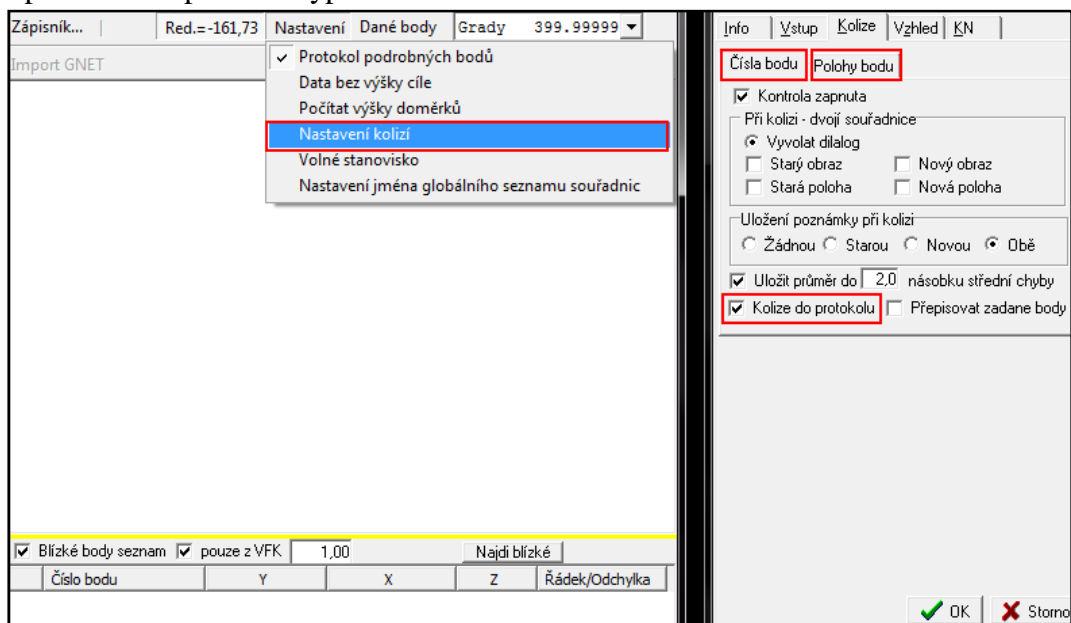 Zápisník... Red.=-161,73 Nastavení Dané body Grady 399.99999
Import GNET
Protokol podrobných bodů
Data bez výšky cíle
Počítat výšky doměrků
Nastavení kolizí
Volné stanovisko
Nastavení jména globálního seznamu souřadnic
Blízké body seznam pouze z VFK 1,00 Najdi blízké
Číslo bodu Y X Z Řádek/Odchylka
Info Vstup Kolize Vzhled KN
Čísla bodu Polohy bodu
Kontrola zapnuta
Při kolizi - dvojí souřadnice
Vyvolat dilalog
Starý obraz Nový obraz
Stará poloha Nová poloha
Uložení poznámky při kolizi
Žádnou Starou Novou Obě
Uložit průměr do 2,0 násobku střední chyby
Kolize do protokolu Přepisovat zadane body
OK Storno